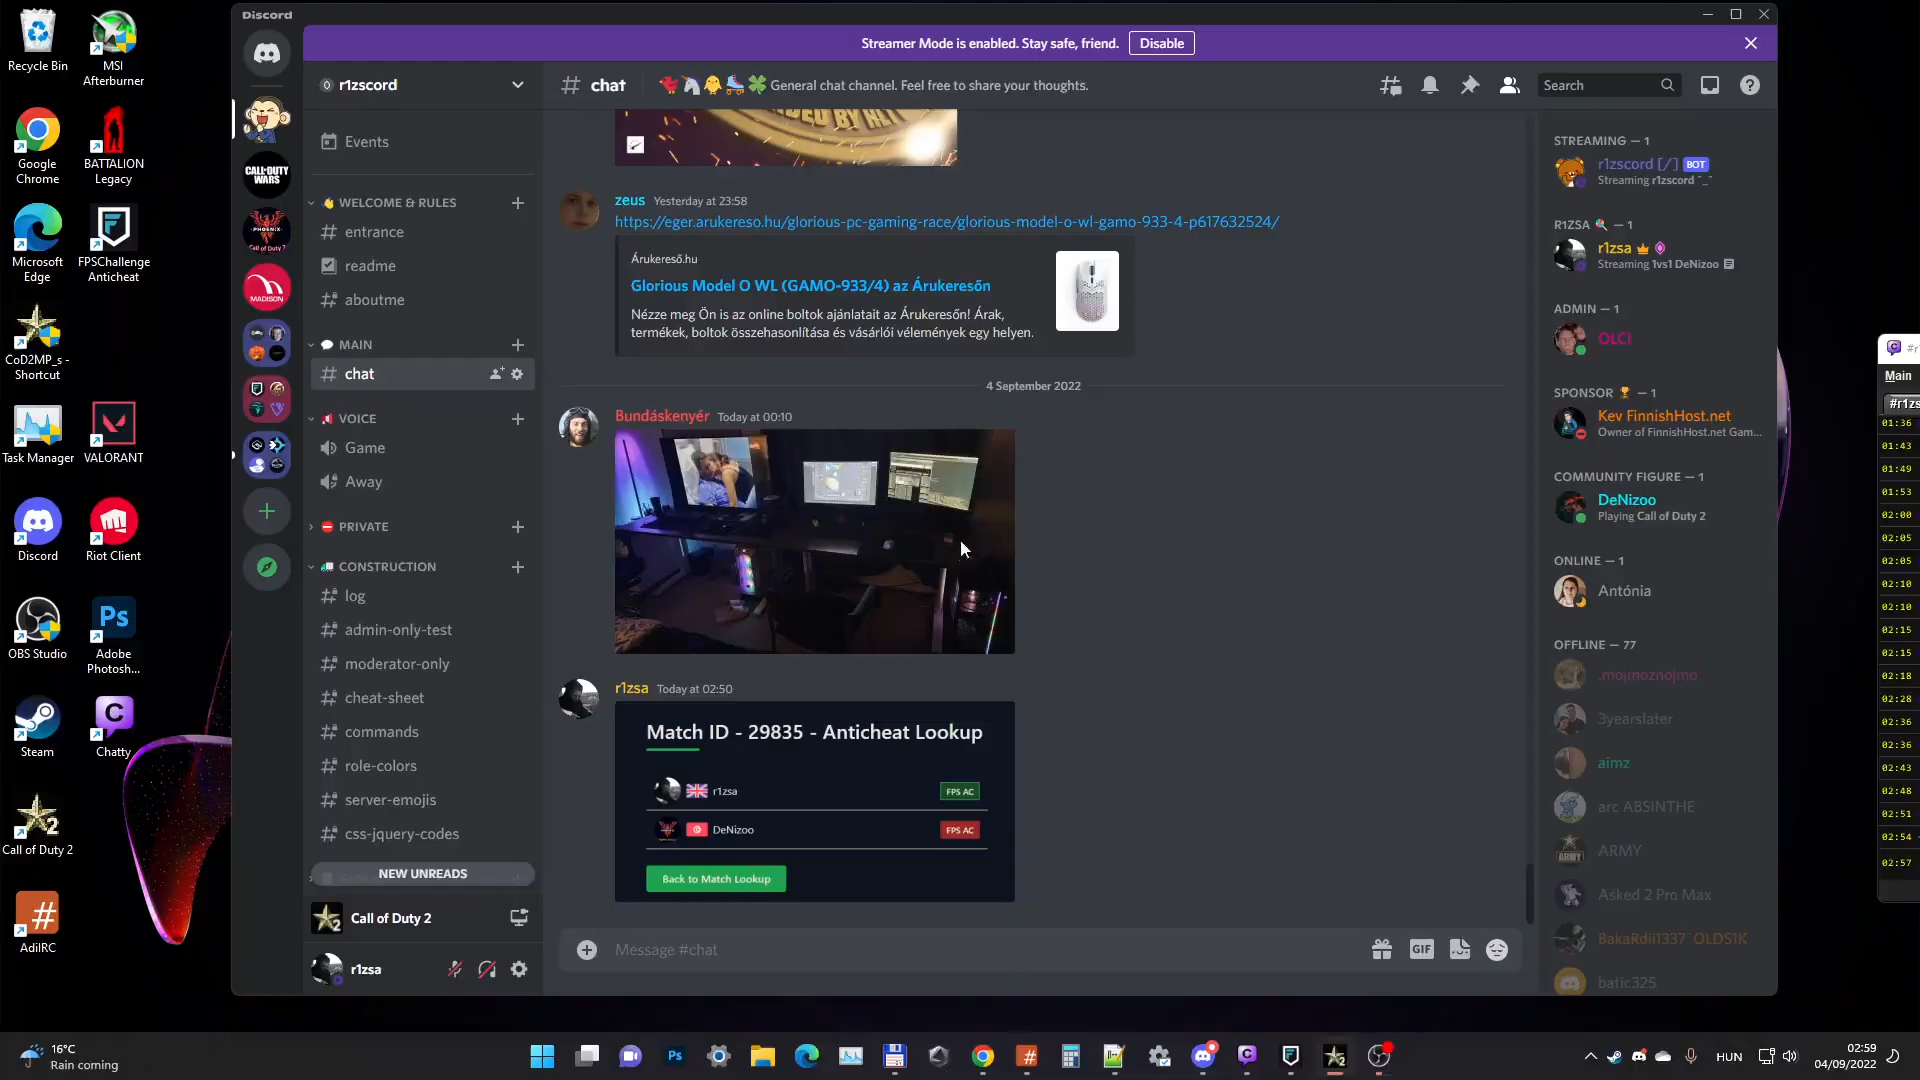 Discord
Streamer Mode is enabled. Stay safe, friend.
Disable
Recycle Bin
MSI
Afterburner
Google
Chrome
BATTALION
Legacy
Microsoft
Edge
FPSChallenge
Anticheat
CoD2MP_s -
Shortcut
Task Manager
VALORANT
Discord
Riot Client
OBS Studio
Adobe
Photosh...
Steam
Chatty
Call of Duty 2
AdiIRC
CALL·DUTY
WARS
PHOENIX
Call of Duty 2
MADISON
r1zscord
Events
WELCOME & RULES
entrance
readme
aboutme
MAIN
chat
VOICE
Game
Away
PRIVATE
CONSTRUCTION
log
admin-only-test
moderator-only
cheat-sheet
commands
role-colors
server-emojis
css-jquery-codes
NEW UNREADS
Call of Duty 2
r1zsa
# chat
General chat channel. Feel free to share your thoughts.
Search
zeus Yesterday at 23:58
https://eger.arukereso.hu/glorious-pc-gaming-race/glorious-model-o-wl-gamo-933-4-p617632524/
Árukereső.hu
Glorious Model O WL (GAMO-933/4) az Árukeresőn
Nézze meg Ön is az online boltok ajánlatait az Árukeresőn! Árak,
termékek, boltok összehasonlítása és vásárlói vélemények egy helyen.
4 September 2022
Bundáskenyér Today at 00:10
r1zsa Today at 02:50
Match ID - 29835 - Anticheat Lookup
r1zsa FPS AC
DeNizoo FPS AC
Back to Match Lookup
Message #chat
GIF
STREAMING — 1
r1zscord [/] BOT
Streaming r1zscord ˆ_ˆ
R1ZSA — 1
r1zsa
Streaming 1vs1 DeNizoo
ADMIN — 1
OLCI
SPONSOR — 1
Kev FinnishHost.net
Owner of FinnishHost.net Gam...
COMMUNITY FIGURE — 1
DeNizoo
Playing Call of Duty 2
ONLINE — 1
Antónia
OFFLINE — 77
.mojmoznojmo
3yearslater
aimz
arc ABSINTHE
ARMY
Asked 2 Pro Max
batic325
Main
#r1zs
01:36
01:43
01:49
01:53
02:00
02:05
02:05
02:10
02:10
02:15
02:15
02:18
02:28
02:36
02:36
02:43
02:48
02:51
02:54
02:57
16°C
Rain coming
HUN
02:59
04/09/2022